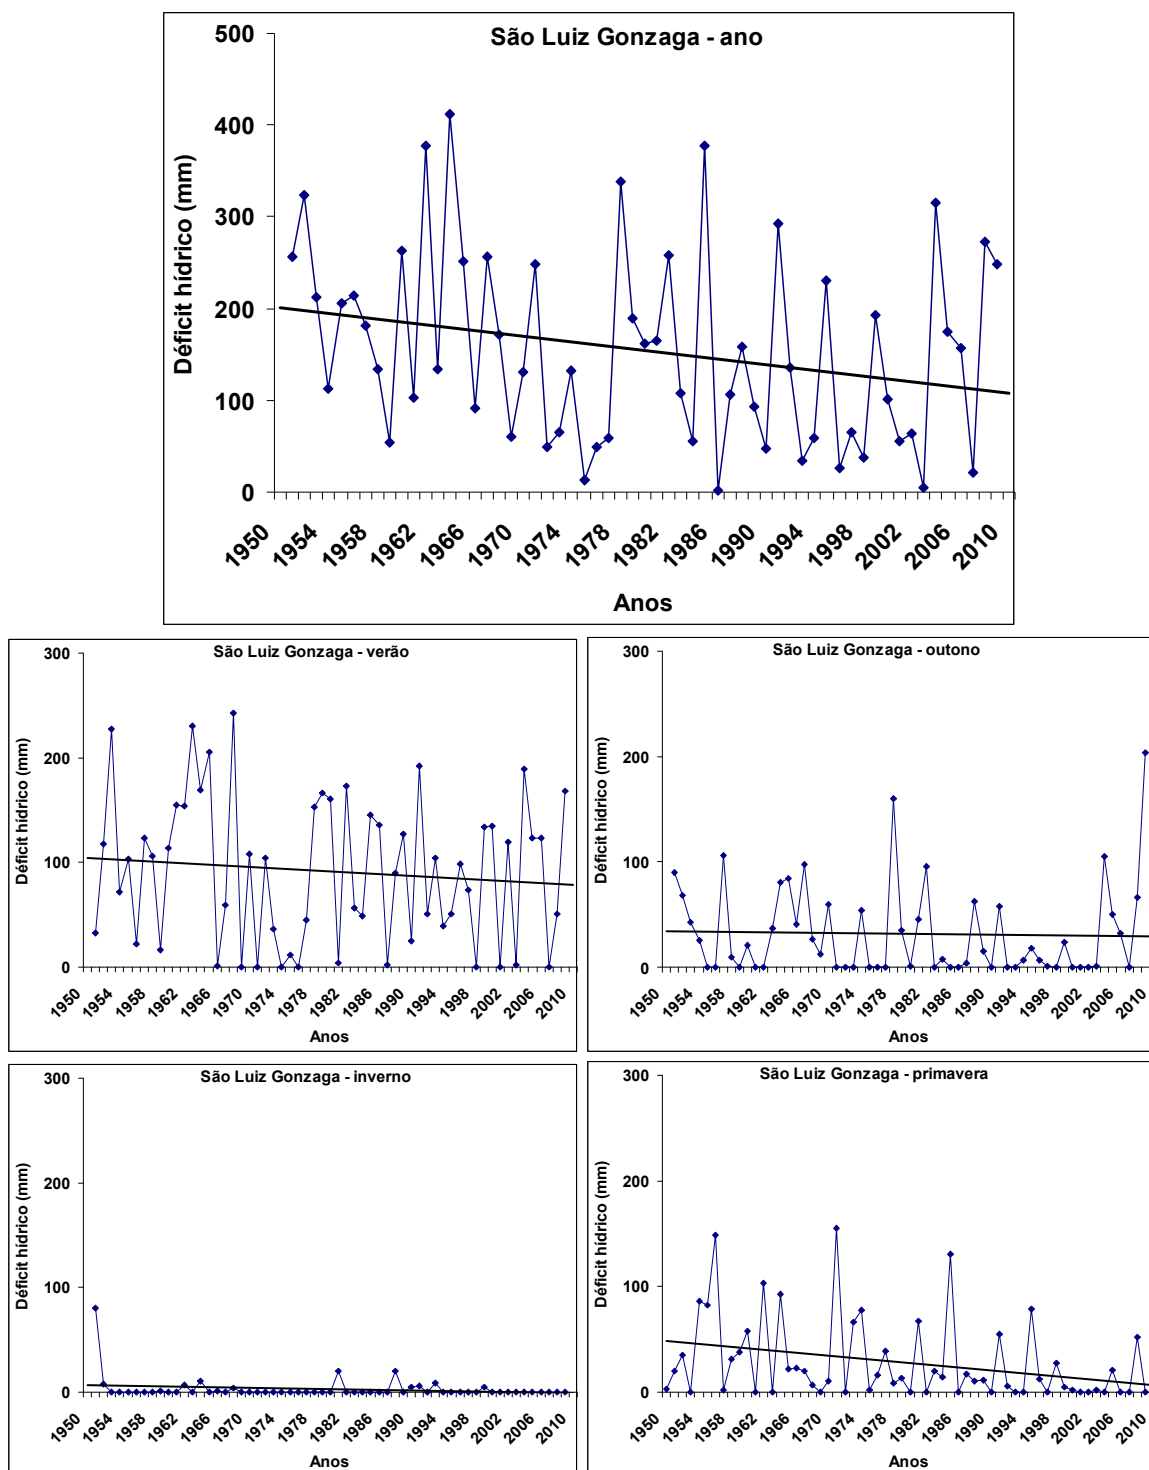 São Luiz Gonzaga - ano
Déficit hídrico (mm)
500
400
300
200
100
0
1950 1954 1958 1962 1966 1970 1974 1978 1982 1986 1990 1994 1998 2002 2006 2010
Anos
São Luiz Gonzaga - verão
Déficit hídrico (mm)
300
200
100
0
1950 1954 1958 1962 1966 1970 1974 1978 1982 1986 1990 1994 1998 2002 2006 2010
Anos
São Luiz Gonzaga - outono
Déficit hídrico (mm)
300
200
100
0
1950 1954 1958 1962 1966 1970 1974 1978 1982 1986 1990 1994 1998 2002 2006 2010
Anos
São Luiz Gonzaga - inverno
Déficit hídrico (mm)
300
200
100
0
1950 1954 1958 1962 1966 1970 1974 1978 1982 1986 1990 1994 1998 2002 2006 2010
Anos
São Luiz Gonzaga - primavera
Déficit hídrico (mm)
300
200
100
0
1950 1954 1958 1962 1966 1970 1974 1978 1982 1986 1990 1994 1998 2002 2006 2010
Anos